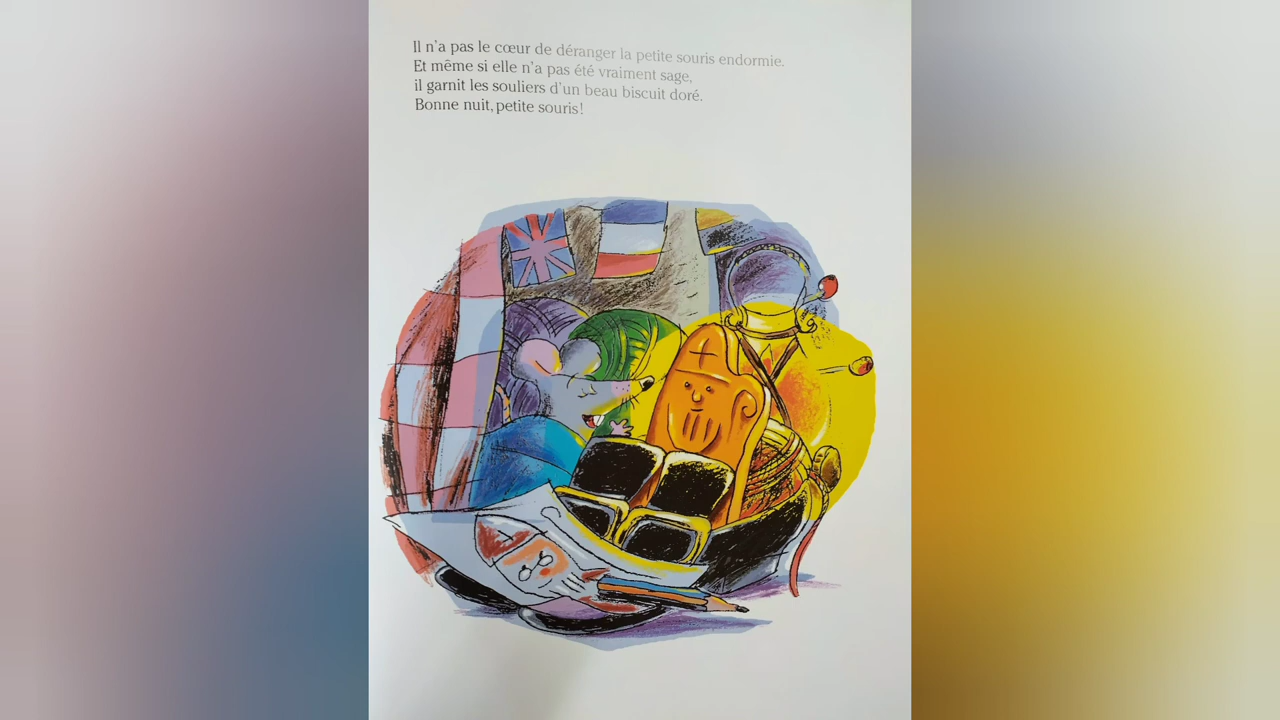 Il n'a pas le cœur de déranger la petite souris endormie.
Et même si elle n'a pas été vraiment sage,
il garnit les souliers d'un beau biscuit doré.
Bonne nuit, petite souris!